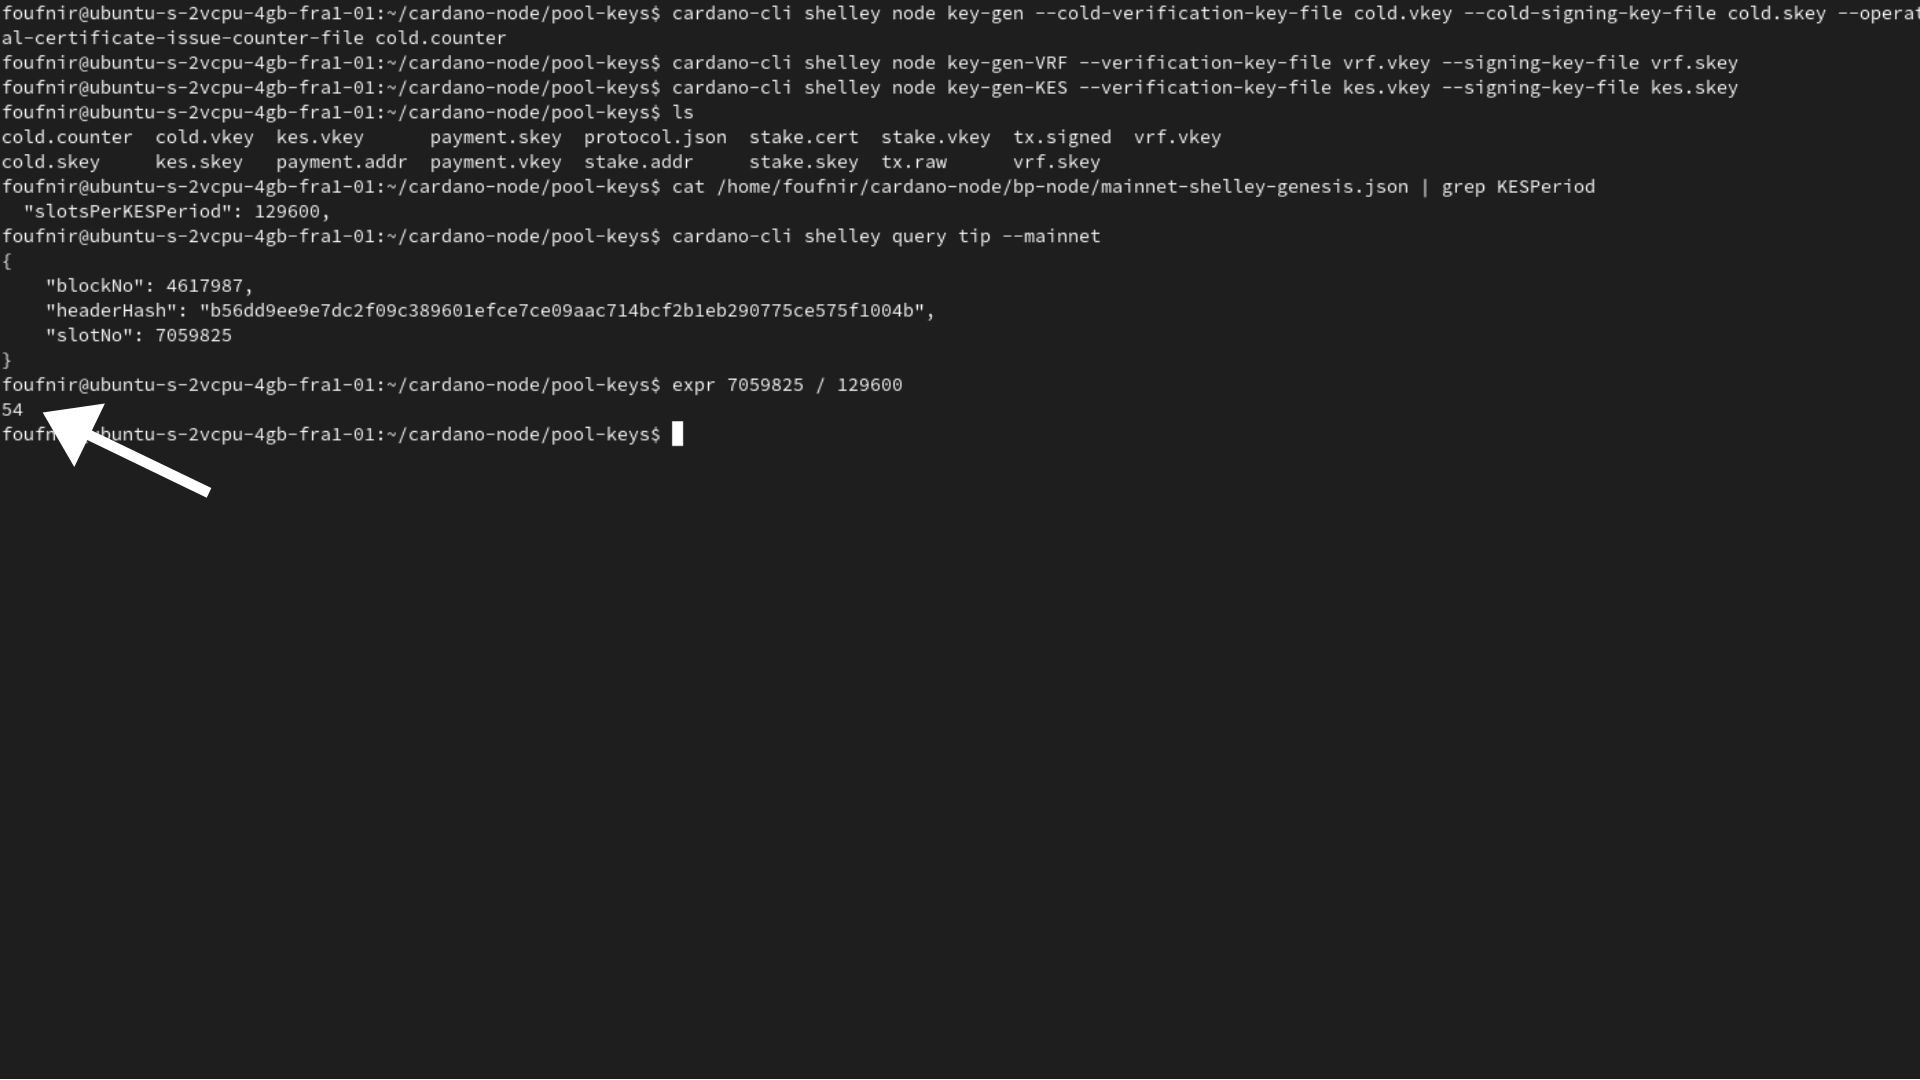 foufnir@ubuntu-s-2vcpu-4gb-fra1-01:~/cardano-node/pool-keys$ cardano-cli shelley node key-gen --cold-verification-key-file cold.vkey --cold-signing-key-file cold.skey --operat
al-certificate-issue-counter-file cold.counter
foufnir@ubuntu-s-2vcpu-4gb-fra1-01:~/cardano-node/pool-keys$ cardano-cli shelley node key-gen-VRF --verification-key-file vrf.vkey --signing-key-file vrf.skey
foufnir@ubuntu-s-2vcpu-4gb-fra1-01:~/cardano-node/pool-keys$ cardano-cli shelley node key-gen-KES --verification-key-file kes.vkey --signing-key-file kes.skey
foufnir@ubuntu-s-2vcpu-4gb-fra1-01:~/cardano-node/pool-keys$ ls
cold.counter  cold.vkey  kes.vkey      payment.skey  protocol.json  stake.cert  stake.vkey  tx.signed  vrf.vkey
cold.skey     kes.skey   payment.addr  payment.vkey  stake.addr     stake.skey  tx.raw      vrf.skey
foufnir@ubuntu-s-2vcpu-4gb-fra1-01:~/cardano-node/pool-keys$ cat /home/foufnir/cardano-node/bp-node/mainnet-shelley-genesis.json | grep KESPeriod
  "slotsPerKESPeriod": 129600,
foufnir@ubuntu-s-2vcpu-4gb-fra1-01:~/cardano-node/pool-keys$ cardano-cli shelley query tip --mainnet
{
    "blockNo": 4617987,
    "headerHash": "b56dd9ee9e7dc2f09c389601efce7ce09aac714bcf2b1eb290775ce575f1004b",
    "slotNo": 7059825
}
foufnir@ubuntu-s-2vcpu-4gb-fra1-01:~/cardano-node/pool-keys$ expr 7059825 / 129600
54
foufn buntu-s-2vcpu-4gb-fra1-01:~/cardano-node/pool-keys$